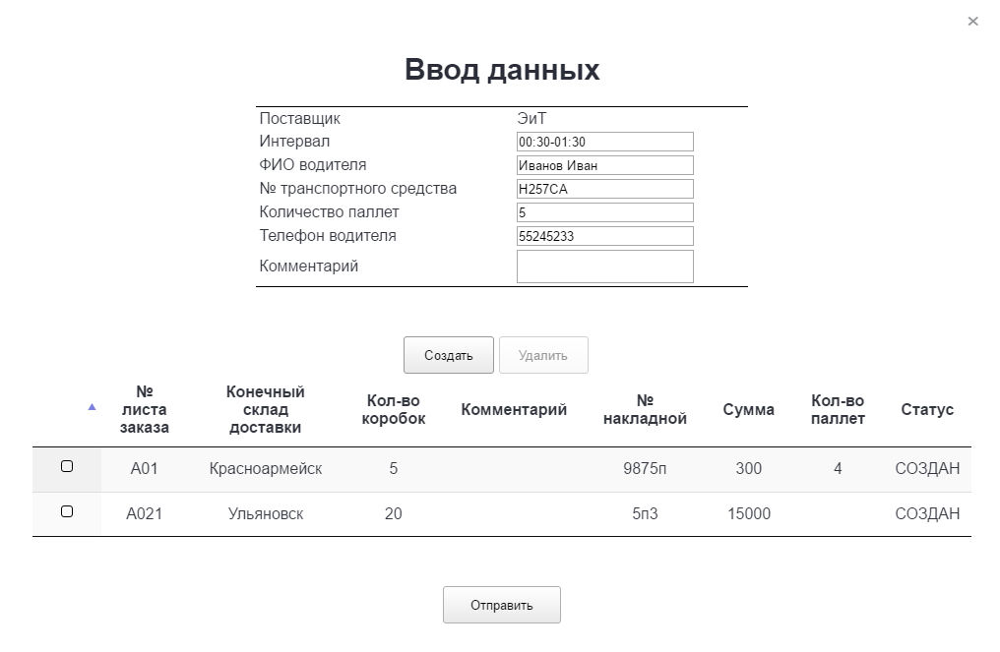 ×
Ввод данных
Поставщик ЭиТ
Интервал 00:30-01:30
ФИО водителя Иванов Иван
№ транспортного средства Н257СА
Количество паллет 5
Телефон водителя 55245233
Комментарий
Создать Удалить
№ листа заказа Конечный склад доставки Кол-во коробок Комментарий № накладной Сумма Кол-во паллет Статус
А01 Красноармейск 5 9875п 300 4 СОЗДАН
А021 Ульяновск 20 5п3 15000 СОЗДАН
Отправить